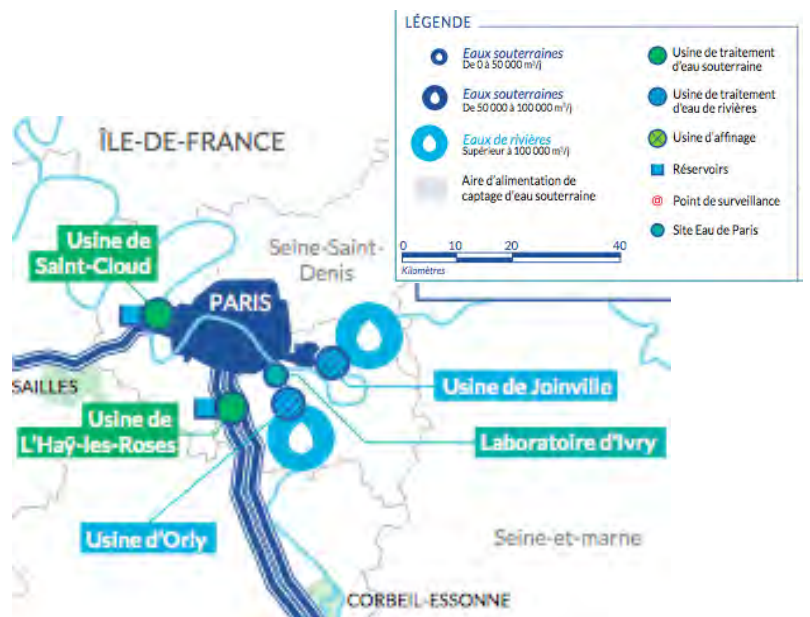 LÉGENDE
Eaux souterraines
De 0 à 50 000 m³/j
Eaux souterraines
De 50 000 à 100 000 m³/j
Eaux de rivières
Supérieur à 100 000 m³/j
Aire d'alimentation de
captage d'eau souterraine
Usine de traitement
d'eau souterraine
Usine de traitement
d'eau de rivières
Usine d'affinage
Réservoirs
Point de surveillance
Site Eau de Paris
0 10 20 40
Kilomètres
ÎLE-DE-FRANCE
Usine de
Saint-Cloud
Seine-Saint-
Denis
PARIS
SAILLES
Usine de
L'Haÿ-les-Roses
Usine de Joinville
Laboratoire d'Ivry
Usine d'Orly
Seine-et-marne
CORBEIL-ESSONNE